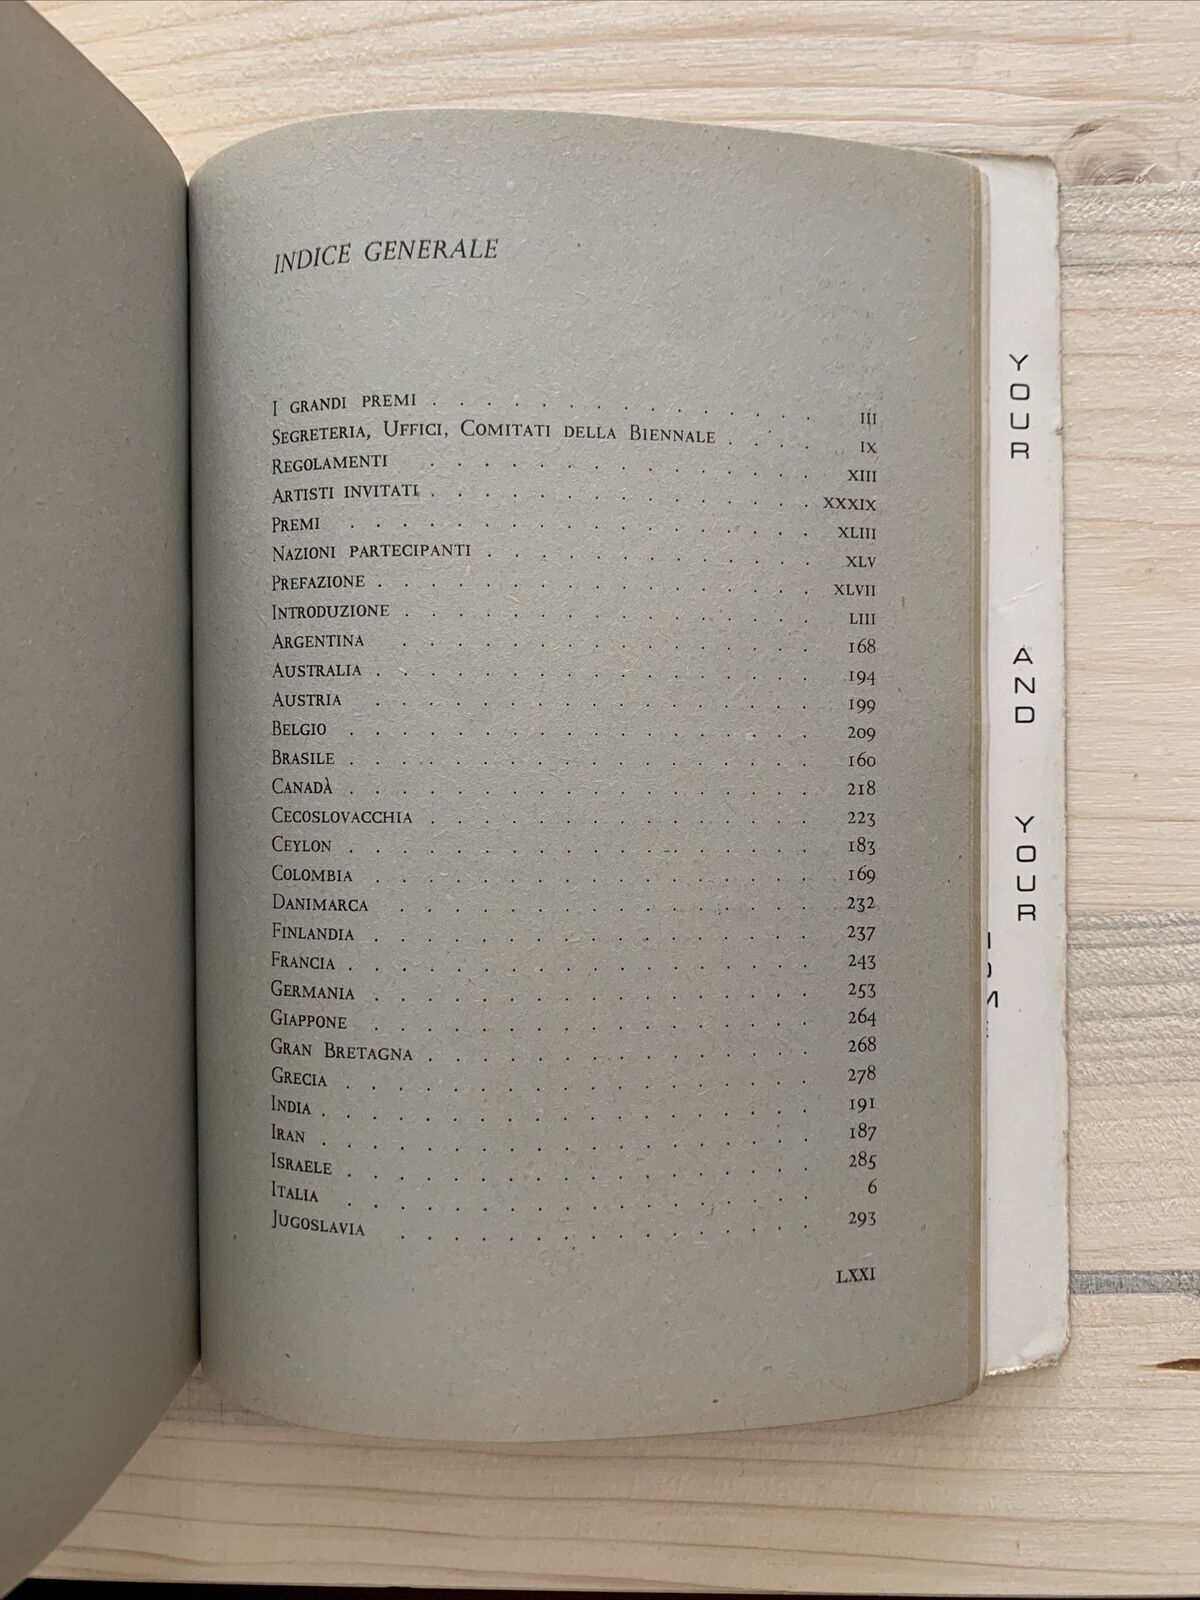 INDICE GENERALE
I GRANDI PREMI . . . . . . . . . . . . . . . III
SEGRETERIA, UFFICI, COMITATI DELLA BIENNALE . . . . IX
REGOLAMENTI . . . . . . . . . . . . . . . XIII
ARTISTI INVITATI . . . . . . . . . . . . . . . XXXIX
PREMI . . . . . . . . . . . . . . . . . . XLIII
NAZIONI PARTECIPANTI . . . . . . . . . . . . . XLV
PREFAZIONE . . . . . . . . . . . . . . . . . XLVII
INTRODUZIONE . . . . . . . . . . . . . . . . LIII
ARGENTINA . . . . . . . . . . . . . . . . 168
AUSTRALIA . . . . . . . . . . . . . . . . . 194
AUSTRIA . . . . . . . . . . . . . . . . . 199
BELGIO . . . . . . . . . . . . . . . . . . 209
BRASILE . . . . . . . . . . . . . . . . . . 160
CANADÀ . . . . . . . . . . . . . . . . . . 218
CECOSLOVACCHIA . . . . . . . . . . . . . . . 223
CEYLON . . . . . . . . . . . . . . . . . . 183
COLOMBIA . . . . . . . . . . . . . . . . . 169
DANIMARCA . . . . . . . . . . . . . . . . 232
FINLANDIA . . . . . . . . . . . . . . . . . 237
FRANCIA . . . . . . . . . . . . . . . . . . 243
GERMANIA . . . . . . . . . . . . . . . . . 253
GIAPPONE . . . . . . . . . . . . . . . . . 264
GRAN BRETAGNA . . . . . . . . . . . . . . . 268
GRECIA . . . . . . . . . . . . . . . . . . 278
INDIA . . . . . . . . . . . . . . . . . . . 191
IRAN . . . . . . . . . . . . . . . . . . . 187
ISRAELE . . . . . . . . . . . . . . . . . . 285
ITALIA . . . . . . . . . . . . . . . . . . 6
JUGOSLAVIA . . . . . . . . . . . . . . . . 293
LXXI
YOUR
AND
YOUR